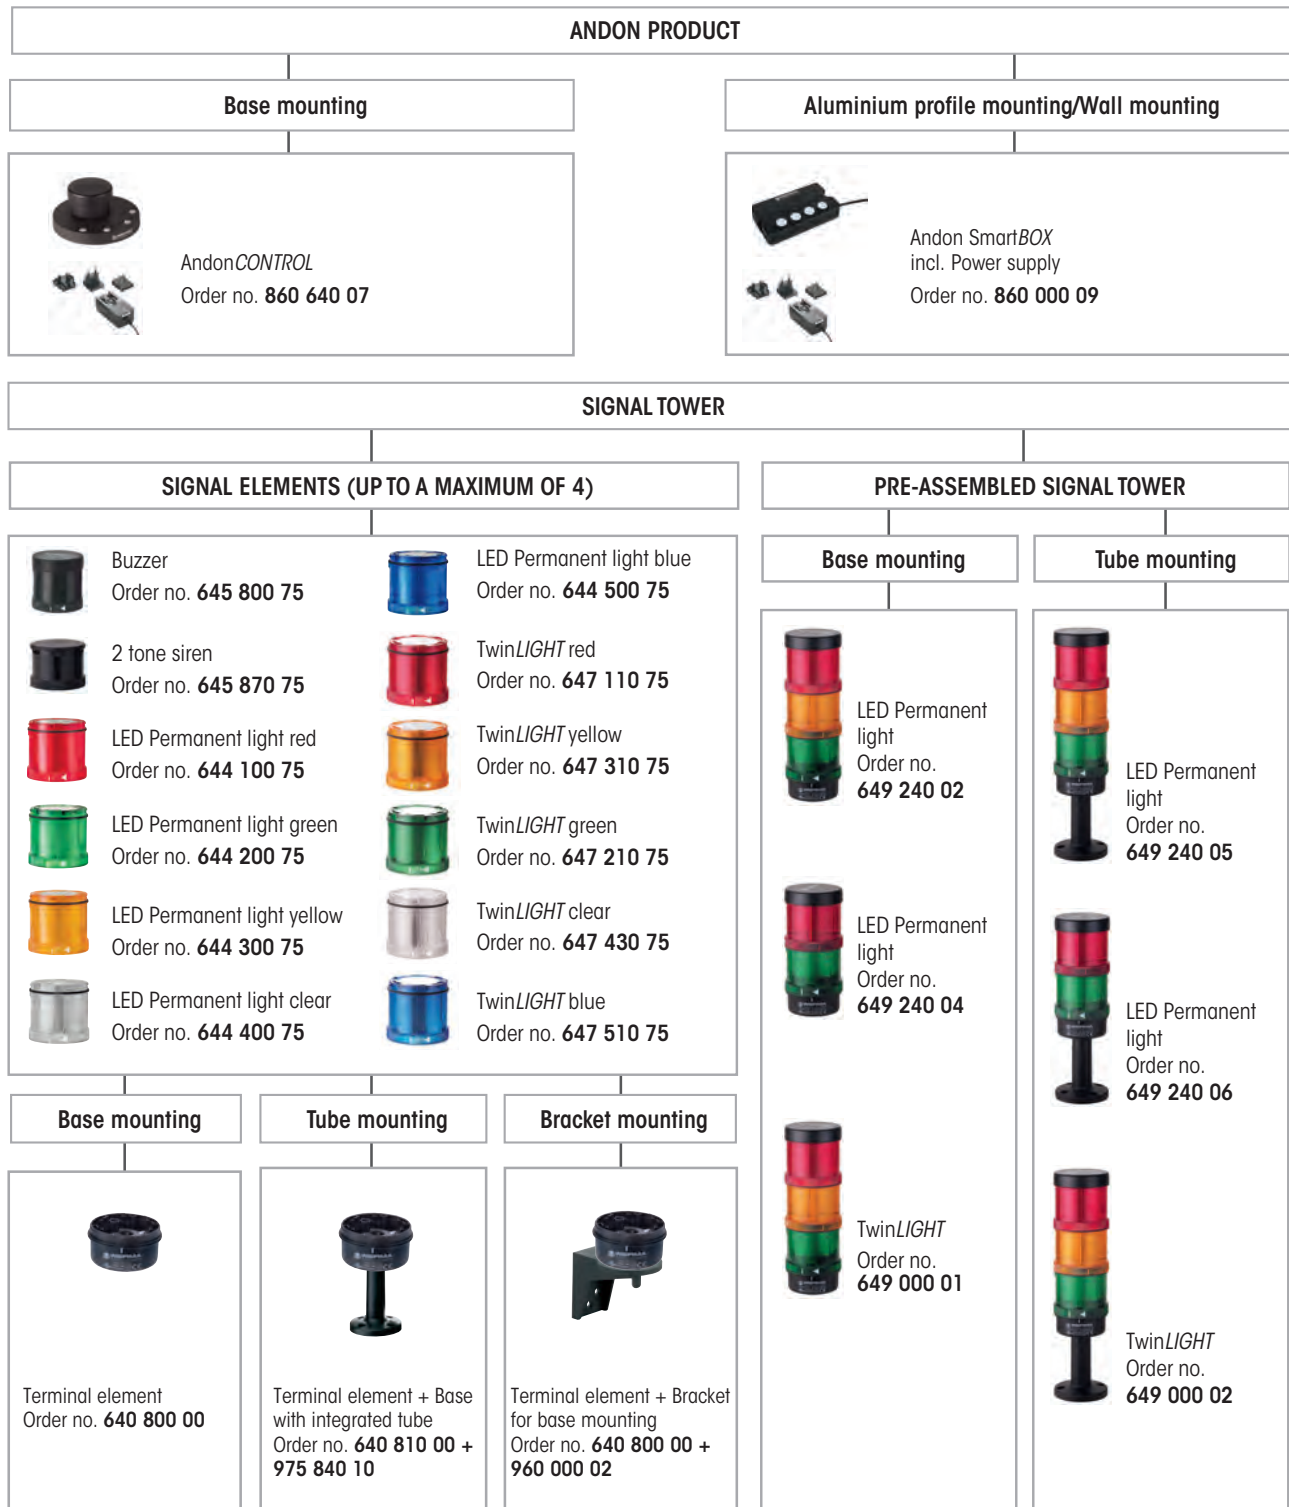 ANDON PRODUCT
Base mounting
Aluminium profile mounting/Wall mounting
AndonCONTROL
Order no. 860 640 07
Andon SmartBOX
incl. Power supply
Order no. 860 000 09
SIGNAL TOWER
SIGNAL ELEMENTS (UP TO A MAXIMUM OF 4)
Buzzer
Order no. 645 800 75
2 tone siren
Order no. 645 870 75
LED Permanent light red
Order no. 644 100 75
LED Permanent light green
Order no. 644 200 75
LED Permanent light yellow
Order no. 644 300 75
LED Permanent light clear
Order no. 644 400 75
LED Permanent light blue
Order no. 644 500 75
TwinLIGHT red
Order no. 647 110 75
TwinLIGHT yellow
Order no. 647 310 75
TwinLIGHT green
Order no. 647 210 75
TwinLIGHT clear
Order no. 647 430 75
TwinLIGHT blue
Order no. 647 510 75
Base mounting
Terminal element
Order no. 640 800 00
Tube mounting
Terminal element + Base
with integrated tube
Order no. 640 810 00 +
975 840 10
Bracket mounting
Terminal element + Bracket
for base mounting
Order no. 640 800 00 +
960 000 02
PRE-ASSEMBLED SIGNAL TOWER
Base mounting
LED Permanent
light
Order no.
649 240 02
LED Permanent
light
Order no.
649 240 04
TwinLIGHT
Order no.
649 000 01
Tube mounting
LED Permanent
light
Order no.
649 240 05
LED Permanent
light
Order no.
649 240 06
TwinLIGHT
Order no.
649 000 02